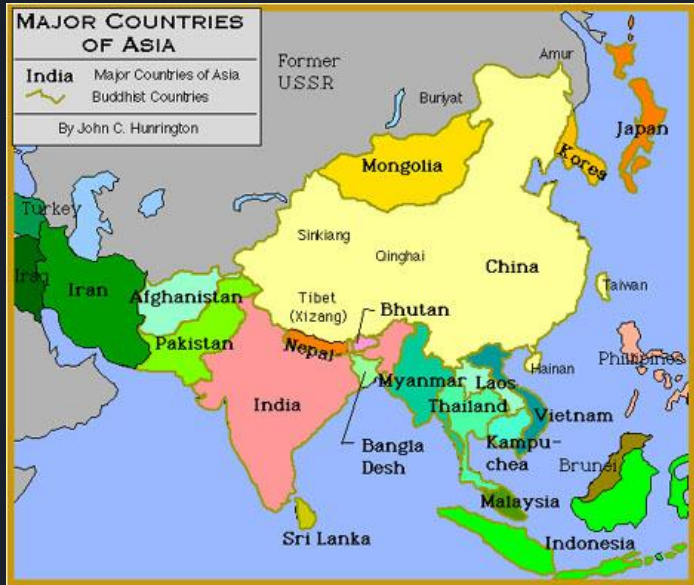 MAJOR COUNTRIES
OF ASIA
India Major Countries of Asia
Buddhist Countries
By John C. Hunrington
Former
U.S.S.R
Amur
Buriyat
Japan
Korea
Mongolia
Turkey
Sinkiang
Qinghai
China
Iraq
Iran
Afghanistan
Tibet
(Xizang)
Bhutan
Taiwan
Pakistan
Nepal
Philippines
Hainan
Myanmar
Laos
India
Thailand
Vietnam
Bangla
Desh
Kampu-
chea
Brunei
Malaysia
Sri Lanka
Indonesia